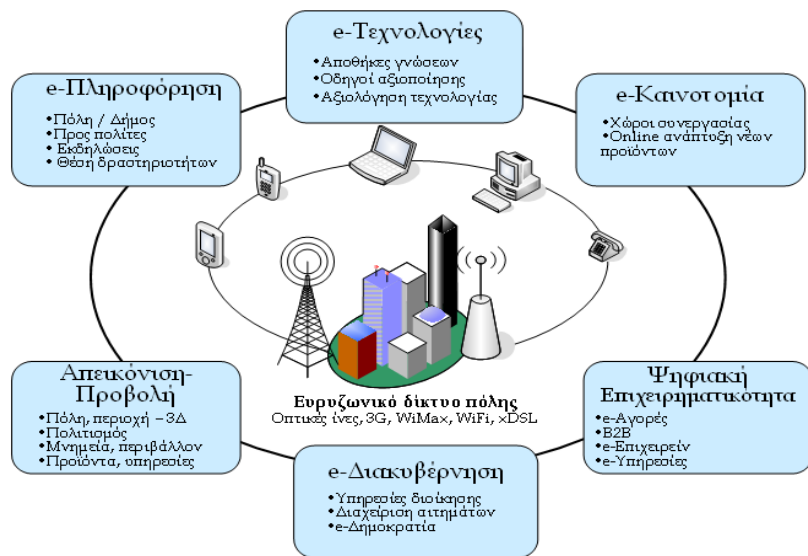 e-Τεχνολογίες
•Αποθήκες γνώσεων
•Οδηγοί αξιοποίησης
•Αξιολόγηση τεχνολογίας
e-Πληροφόρηση
•Πόλη / Δήμος
•Προς πολίτες
•Εκδηλώσεις
•Θέση δραστηριοτήτων
e-Καινοτομία
•Χώροι συνεργασίας
•Online ανάπτυξη νέων
προϊόντων
Απεικόνιση-
Προβολή
•Πόλη, περιοχή –3Δ
•Πολιτισμός
•Μνημεία, περιβάλλον
•Προϊόντα, υπηρεσίες
Ευρυζωνικό δίκτυο πόλης
Οπτικές ίνες, 3G, WiMax, WiFi, xDSL
Ψηφιακή
Επιχειρηματικότητα
•e-Αγορές
•B2B
•e-Επιχειρείν
•e-Υπηρεσίες
e-Διακυβέρνηση
•Υπηρεσίες διοίκησης
•Διαχείριση αιτημάτων
•e-Δημοκρατία